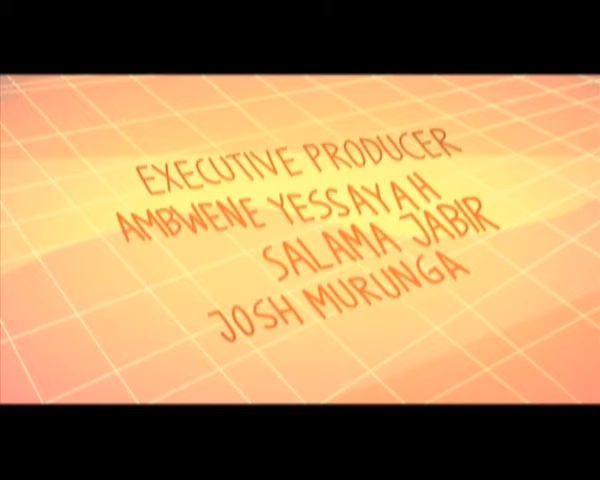 EXECUTIVE PRODUCER
AMBWENE YESSAYAH
SALAMA JABIR
JOSH MURUNGA